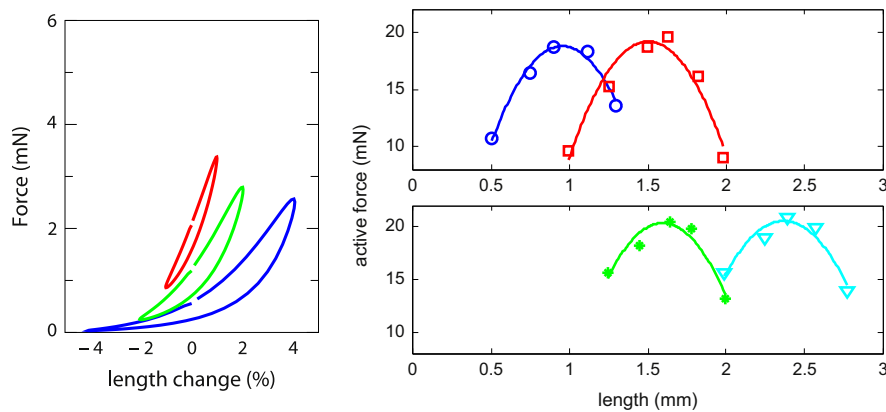 6
4
2
0
Force (mN)
−4 −2 0 2 4
length change (%)
20
15
10
0 0.5 1 1.5 2 2.5 3
active force (mN)
20
15
10
0 0.5 1 1.5 2 2.5 3
length (mm)